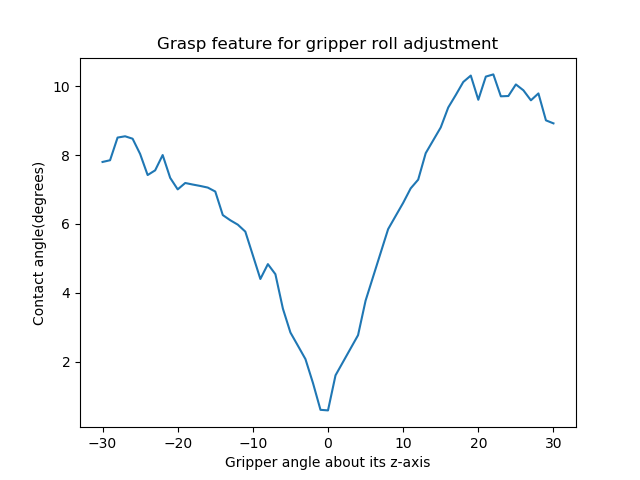 Grasp feature for gripper roll adjustment
10
8
6
4
2
Contact angle(degrees)
−30 −20 −10 0 10 20 30
Gripper angle about its z-axis